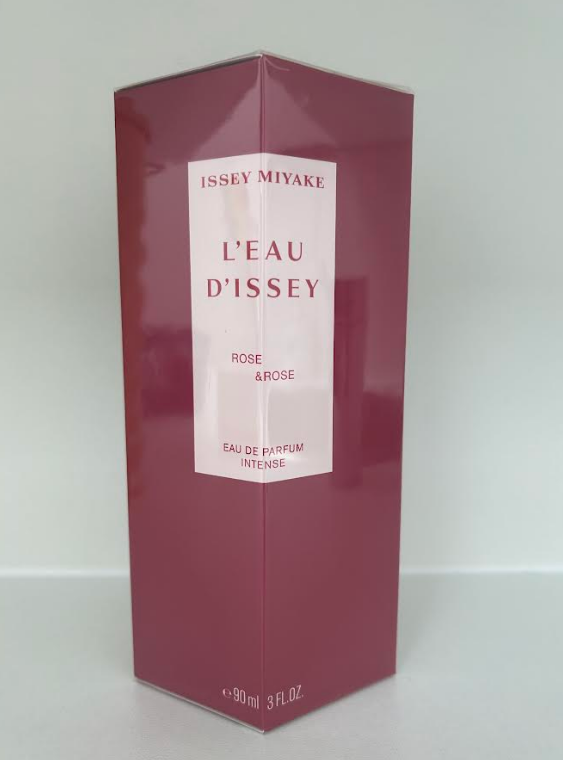 ISSEY MIYAKE
L'EAU
D'ISSEY
ROSE
&ROSE
EAU DE PARFUM
INTENSE
℮90 ml 3 FL.OZ.